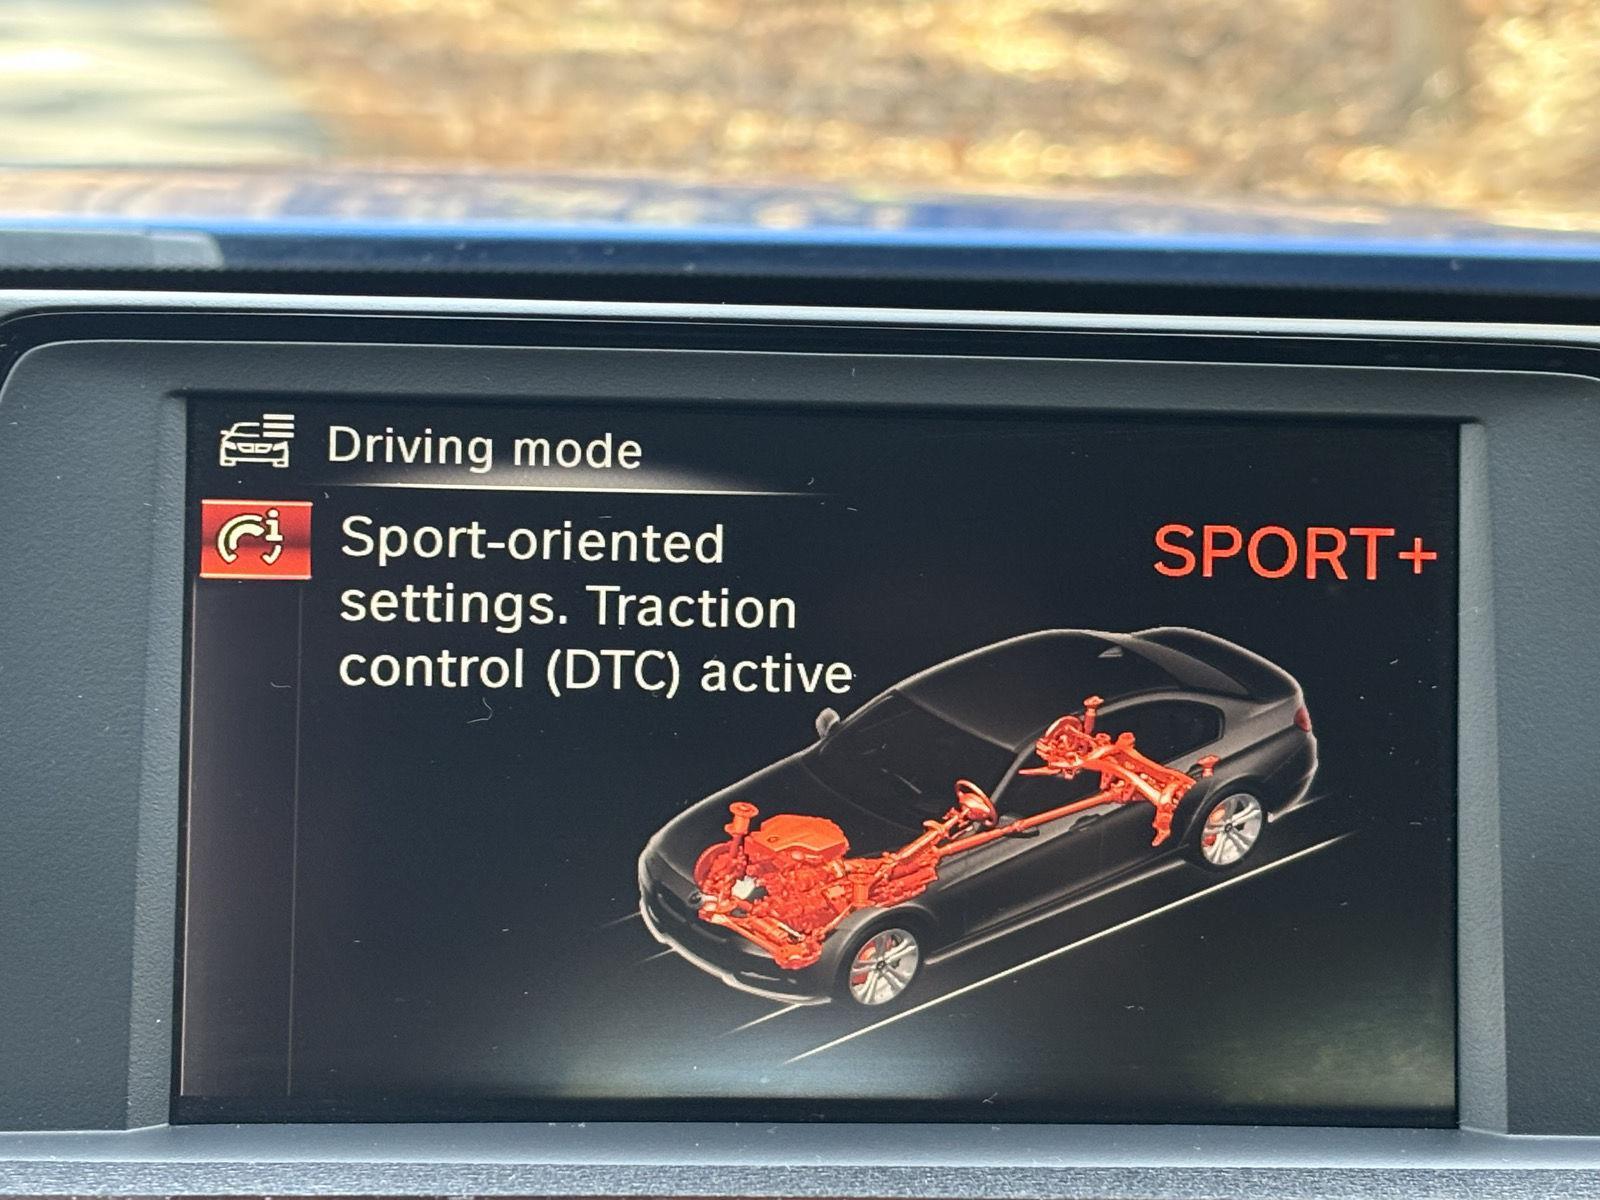 Driving mode
Sport-oriented
settings. Traction
control (DTC) active
SPORT+